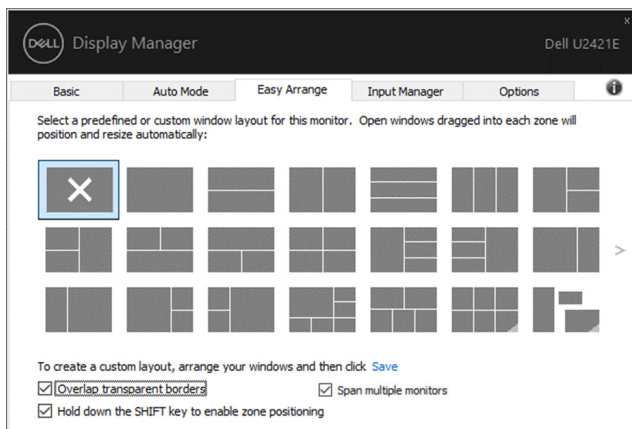 x
DELL Display Manager
Dell U2421E
Basic Auto Mode Easy Arrange Input Manager Options
Select a predefined or custom window layout for this monitor. Open windows dragged into each zone will
position and resize automatically:
To create a custom layout, arrange your windows and then click Save
Overlap transparent borders Span multiple monitors
Hold down the SHIFT key to enable zone positioning